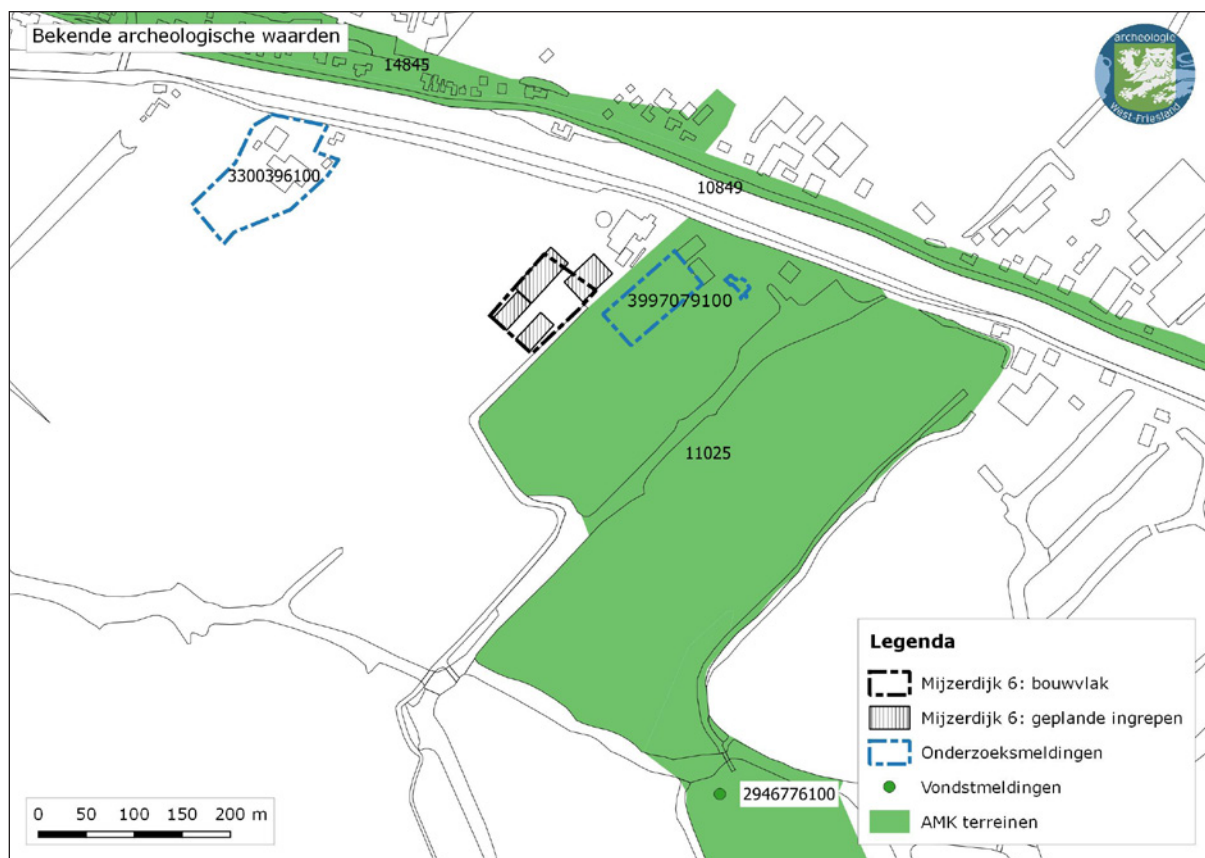 Bekende archeologische waarden
archeologie
West-Friesland
14845
3300396100
10849
3997079100
11025
2946776100
Legenda
Mijzerdijk 6: bouwvlak
Mijzerdijk 6: geplande ingrepen
Onderzoeksmeldingen
Vondstmeldingen
AMK terreinen
0 50 100 150 200 m